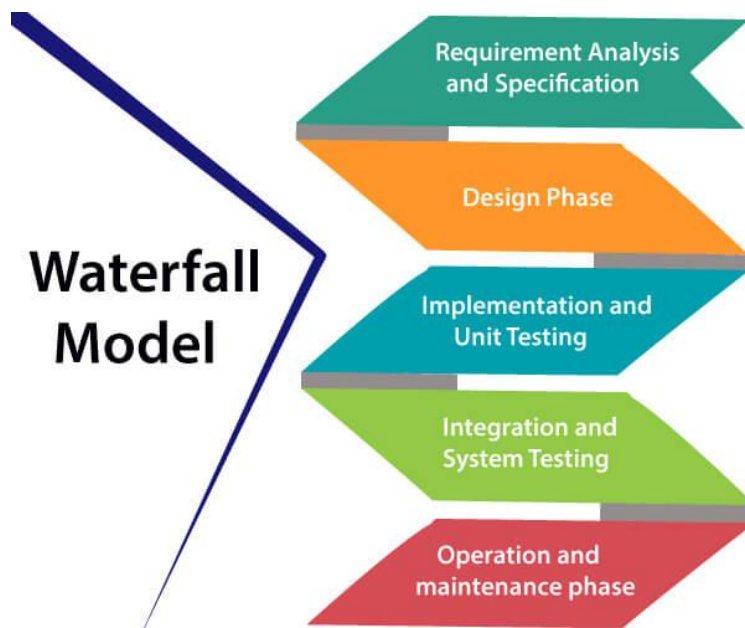 Waterfall
Model
Requirement Analysis
and Specification
Design Phase
Implementation and
Unit Testing
Integration and
System Testing
Operation and
maintenance phase